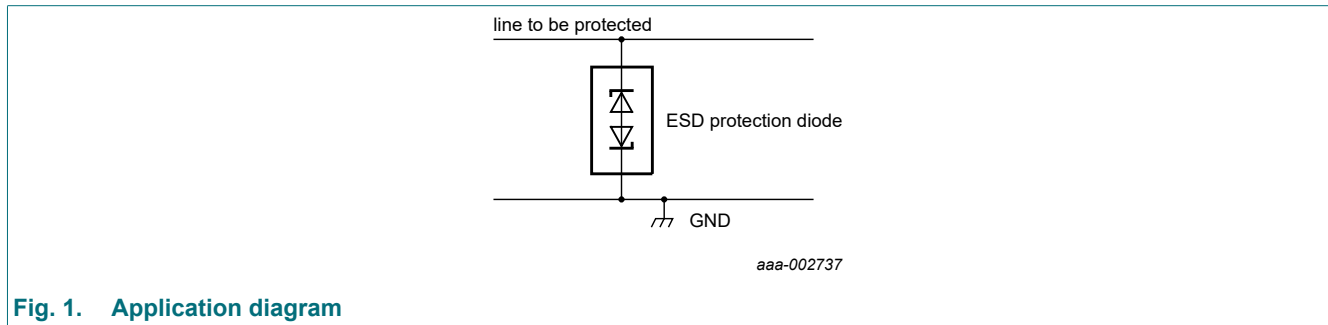 line to be protected
ESD protection diode
GND
aaa-002737
Fig. 1. Application diagram